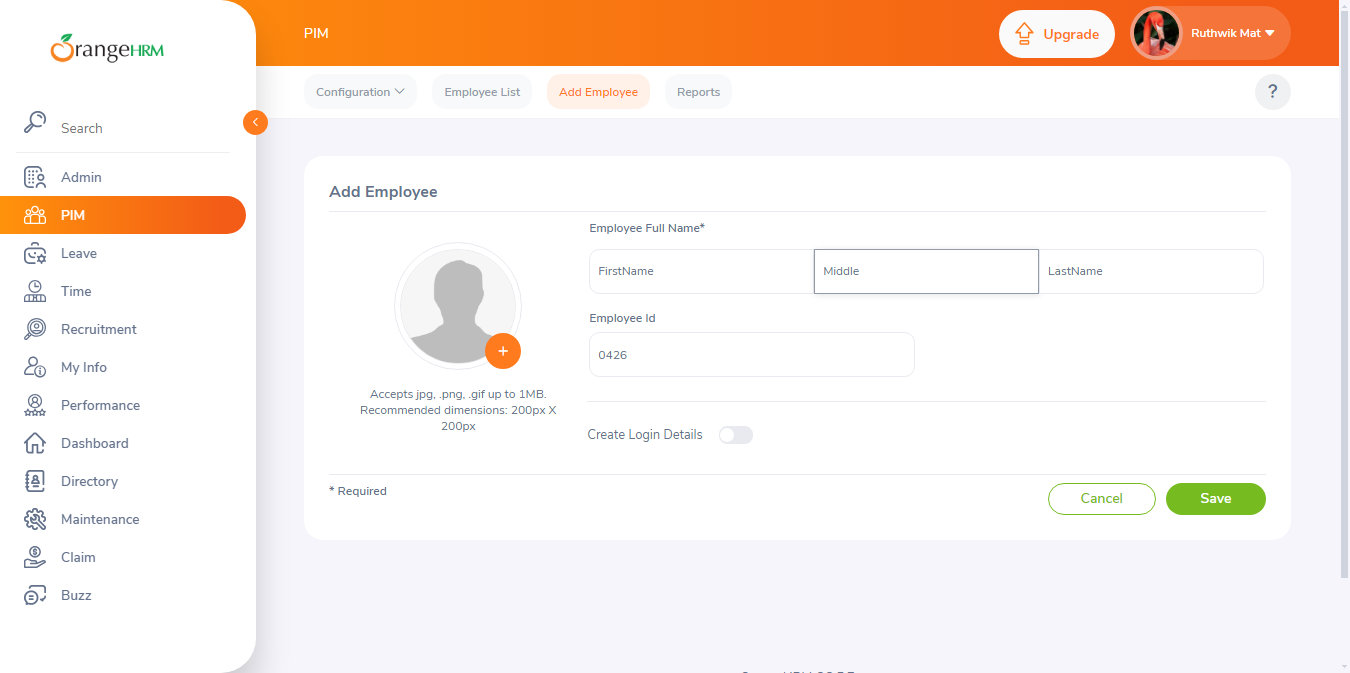 OrangeHRM
PIM
Upgrade
Ruthwik Mat
Configuration
Employee List
Add Employee
Reports
?
Search
Admin
PIM
Leave
Time
Recruitment
My Info
Performance
Dashboard
Directory
Maintenance
Claim
Buzz
Add Employee
Employee Full Name*
FirstName
Middle
LastName
Employee Id
0426
Accepts jpg, .png, .gif up to 1MB.
Recommended dimensions: 200px X
200px
Create Login Details
* Required
Cancel
Save